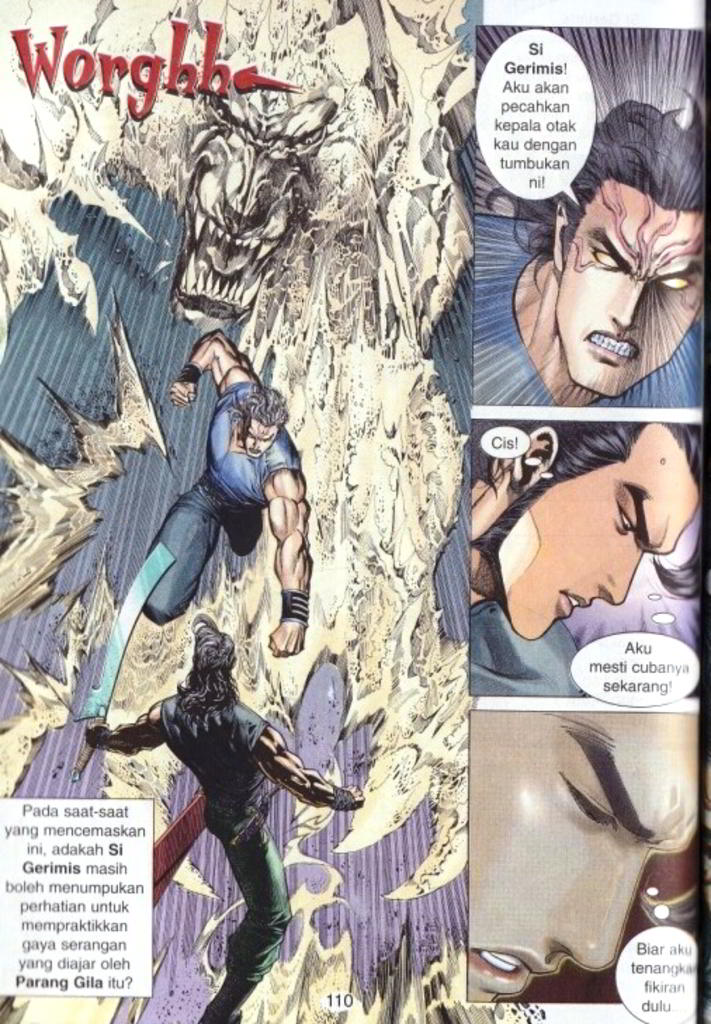 Worghh
Si
Gerimis!
Aku akan
pecahkan
kepala otak
kau dengan
tumbukan
ni!
Cis!
Aku
mesti cubanya
sekarang!
Biar aku
tenangkan
fikiran
dulu...
Pada saat-saat
yang mencemaskan
ini, adakah Si
Gerimis masih
boleh menumpukan
perhatian untuk
mempraktikkan
gaya serangan
yang diajar oleh
Parang Gila itu?
110